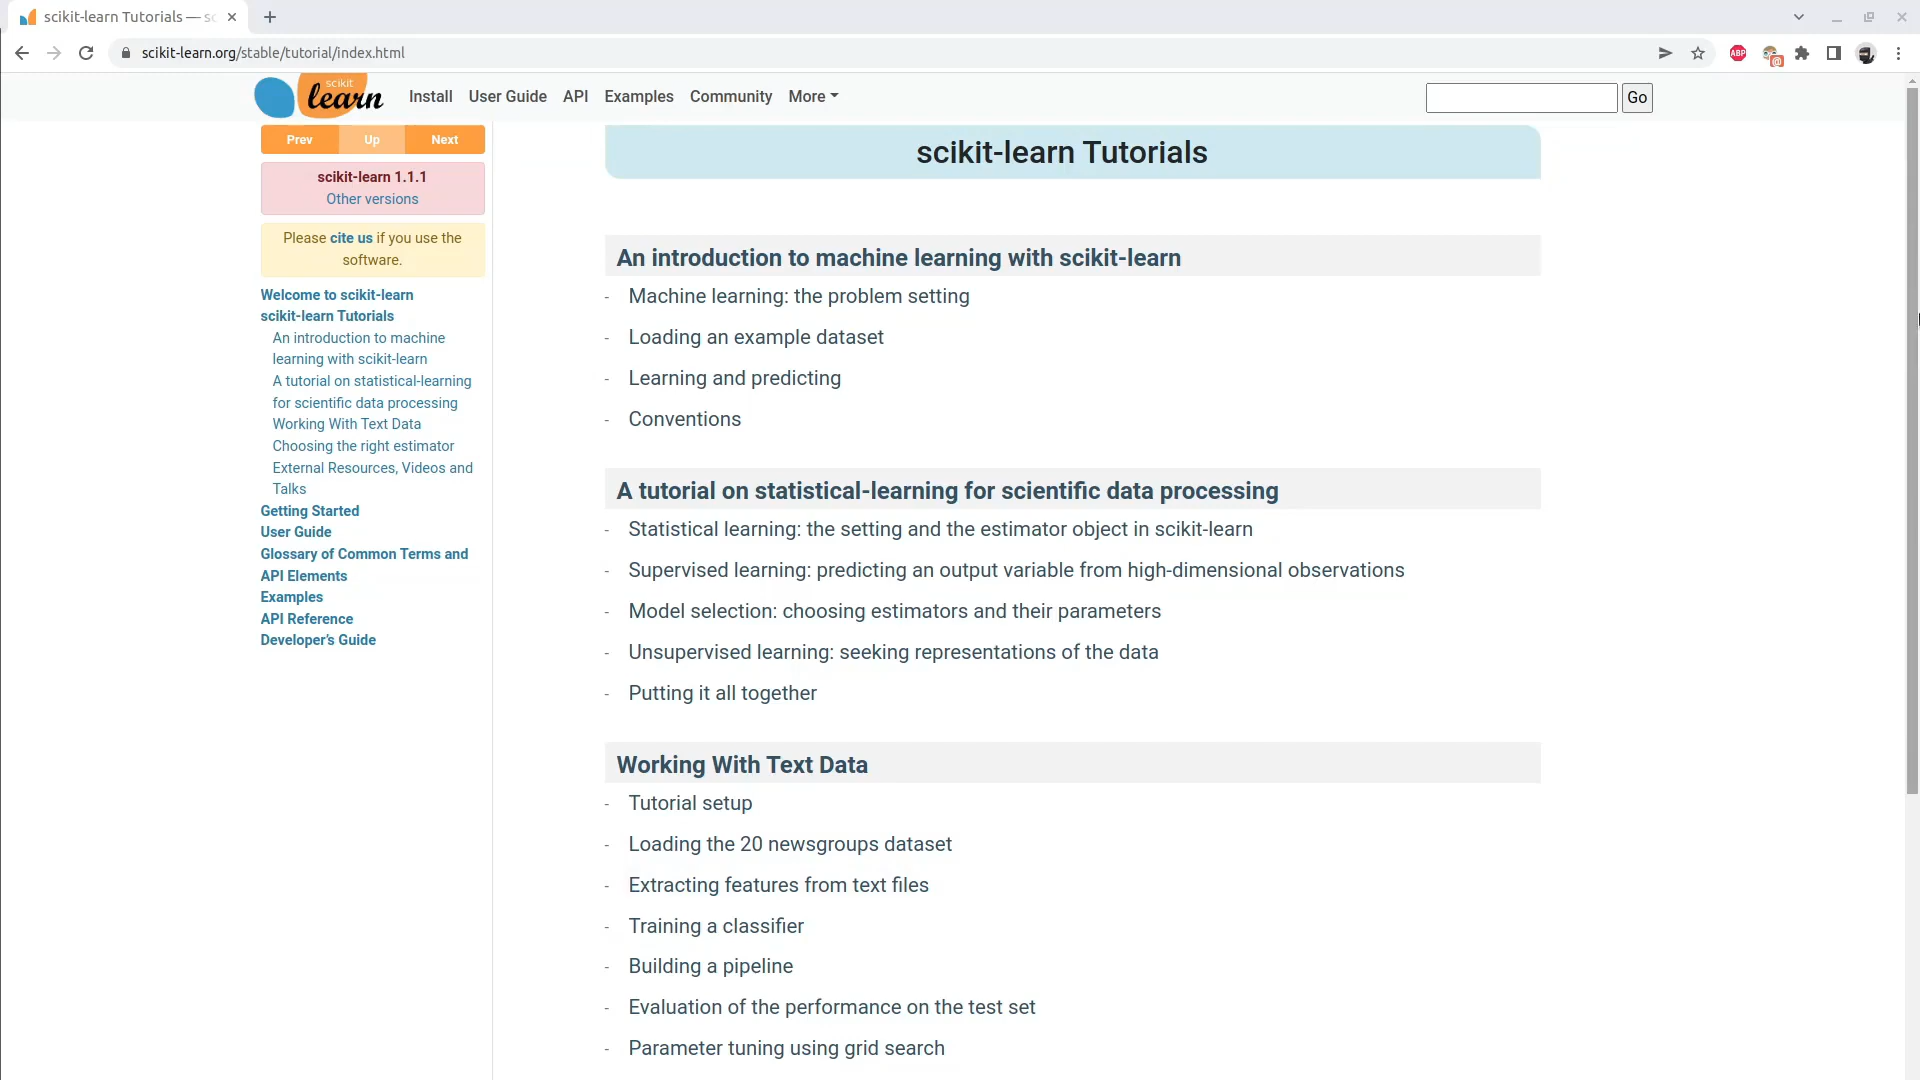 scikit-learn Tutorials — sc
scikit-learn.org/stable/tutorial/index.html
ABP
@
scikit
learn
Install User Guide API Examples Community More
Go
Prev Up Next
scikit-learn 1.1.1
Other versions
Please cite us if you use the
software.
Welcome to scikit-learn
scikit-learn Tutorials
An introduction to machine
learning with scikit-learn
A tutorial on statistical-learning
for scientific data processing
Working With Text Data
Choosing the right estimator
External Resources, Videos and
Talks
Getting Started
User Guide
Glossary of Common Terms and
API Elements
Examples
API Reference
Developer’s Guide
scikit-learn Tutorials
An introduction to machine learning with scikit-learn
- Machine learning: the problem setting
- Loading an example dataset
- Learning and predicting
- Conventions
A tutorial on statistical-learning for scientific data processing
- Statistical learning: the setting and the estimator object in scikit-learn
- Supervised learning: predicting an output variable from high-dimensional observations
- Model selection: choosing estimators and their parameters
- Unsupervised learning: seeking representations of the data
- Putting it all together
Working With Text Data
- Tutorial setup
- Loading the 20 newsgroups dataset
- Extracting features from text files
- Training a classifier
- Building a pipeline
- Evaluation of the performance on the test set
- Parameter tuning using grid search